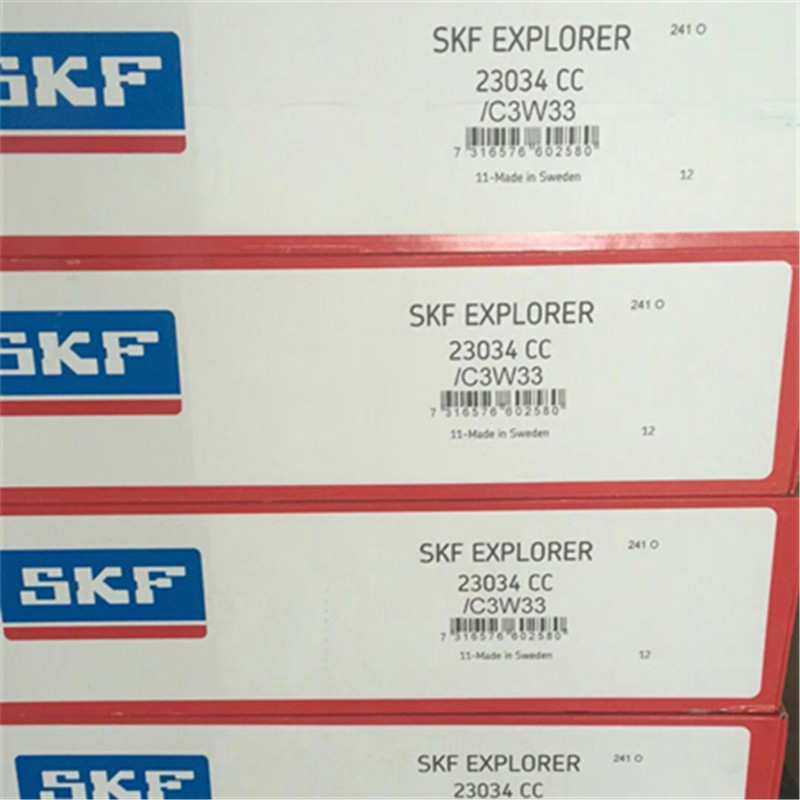 SKF
SKF EXPLORER
241 O
23034 CC
/C3W33
7 316576 602580
11-Made in Sweden
12
SKF
SKF EXPLORER
241 O
23034 CC
/C3W33
7 316576 602580
11-Made in Sweden
12
SKF
SKF EXPLORER
241 O
23034 CC
/C3W33
7 316576 602580
11-Made in Sweden
12
SKF
SKF EXPLORER
241 O
23034 CC